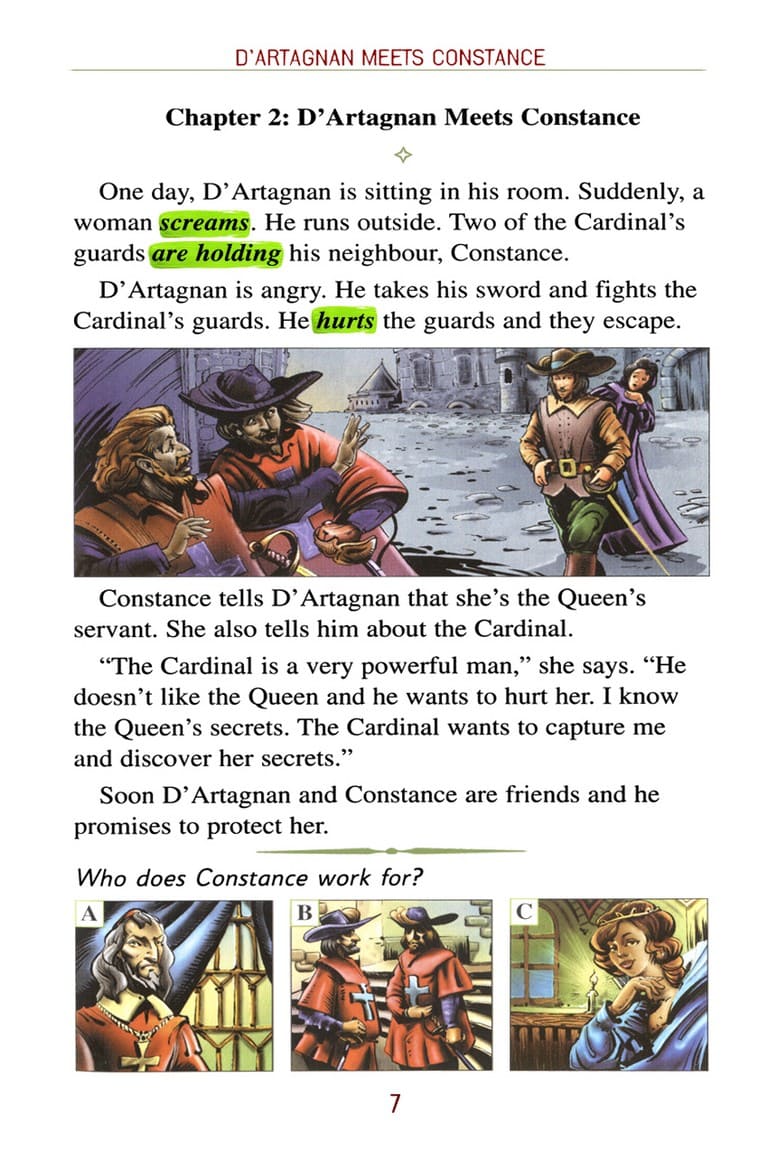 D'ARTAGNAN MEETS CONSTANCE
Chapter 2: D'Artagnan Meets Constance
One day, D'Artagnan is sitting in his room. Suddenly, a
woman screams. He runs outside. Two of the Cardinal's
guards are holding his neighbour, Constance.
D'Artagnan is angry. He takes his sword and fights the
Cardinal's guards. He hurts the guards and they escape.
Constance tells D'Artagnan that she's the Queen's
servant. She also tells him about the Cardinal.
“The Cardinal is a very powerful man,” she says. “He
doesn't like the Queen and he wants to hurt her. I know
the Queen's secrets. The Cardinal wants to capture me
and discover her secrets.”
Soon D'Artagnan and Constance are friends and he
promises to protect her.
Who does Constance work for?
A
B
C
7